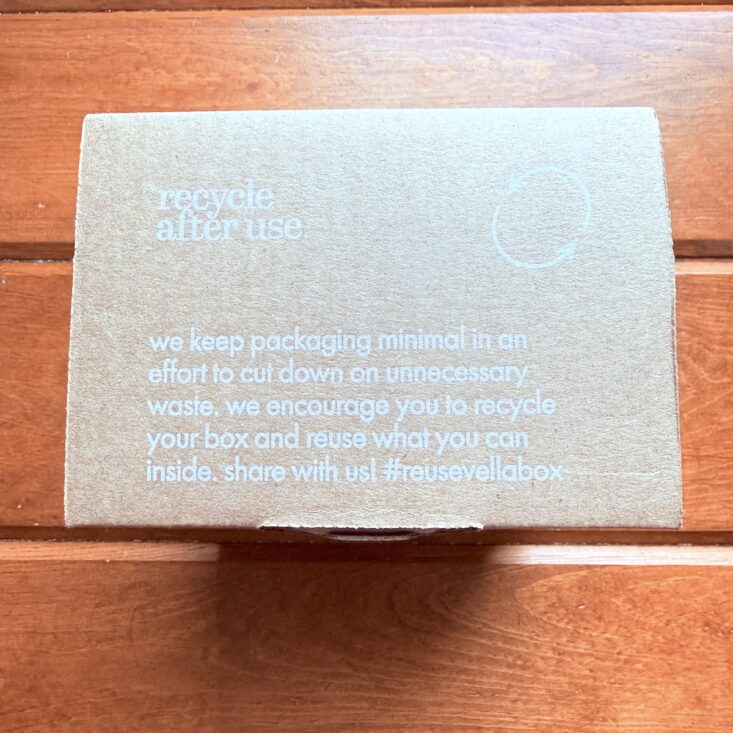 recycle
after use
we keep packaging minimal in an
effort to cut down on unnecessary
waste. we encourage you to recycle
your box and reuse what you can
inside. share with us! #reusevellabox